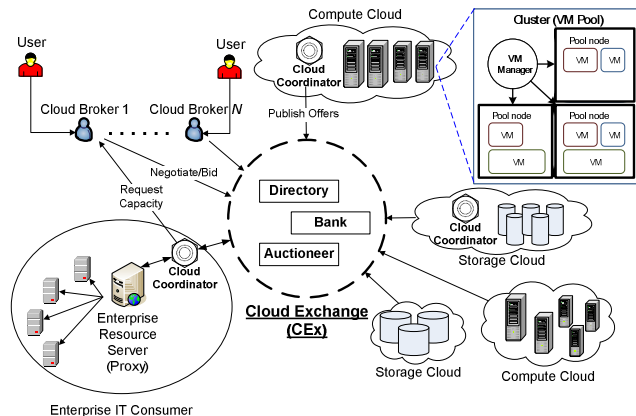 Compute Cloud
User
User
Cloud
Coordinator
Cluster (VM Pool)
VM
Manager
Pool node
VM
VM
Pool node
VM
VM
Pool node
VM
VM
VM
Cloud Broker 1
Cloud Broker N
Publish Offers
Negotiate/Bid
Request
Capacity
Directory
Bank
Auctioneer
Cloud Exchange
(CEx)
Cloud
Coordinator
Storage Cloud
Cloud
Coordinator
Enterprise
Resource
Server
(Proxy)
Storage Cloud
Compute Cloud
Enterprise IT Consumer